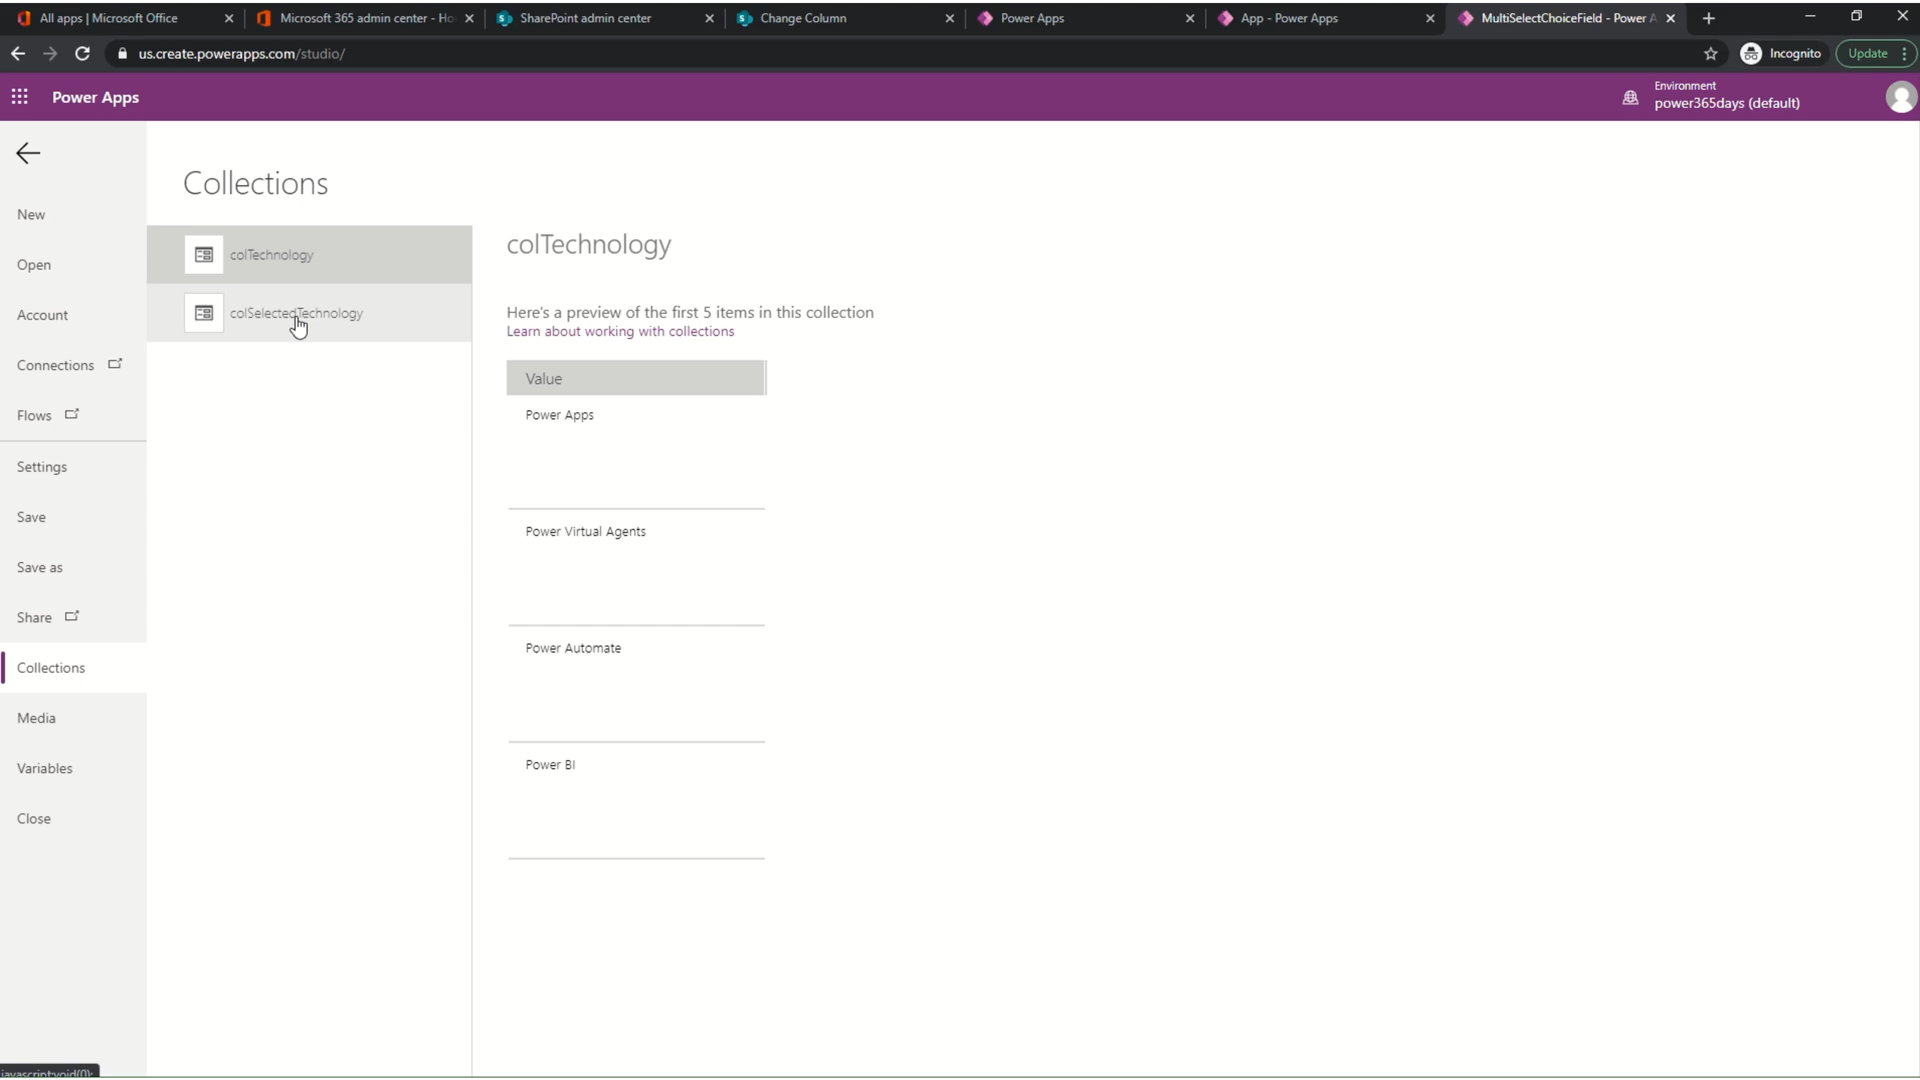 All apps | Microsoft Office
Microsoft 365 admin center - Ho
SharePoint admin center
Change Column
Power Apps
App - Power Apps
MultiSelectChoiceField - Power A
us.create.powerapps.com/studio/
Incognito
Update
Power Apps
Environment
power365days (default)
Collections
New
Open
Account
Connections
Flows
Settings
Save
Save as
Share
Collections
Media
Variables
Close
colTechnology
colSelectedTechnology
colTechnology
Here's a preview of the first 5 items in this collection
Learn about working with collections
Value
Power Apps
Power Virtual Agents
Power Automate
Power BI
javascript:void(0);